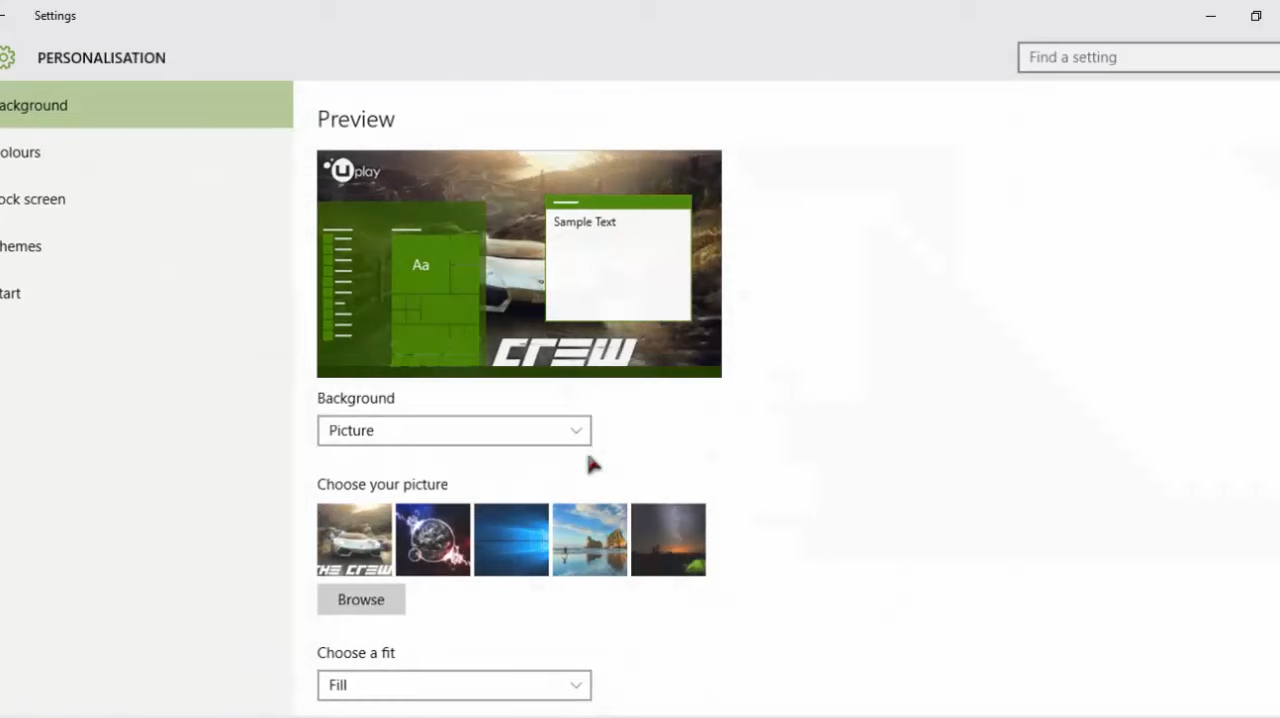 Settings
PERSONALISATION
Find a setting
ackground
olours
ock screen
hemes
tart
Preview
uplay
Sample Text
Aa
CREW
Background
Picture
Choose your picture
THE CREW
Browse
Choose a fit
Fill